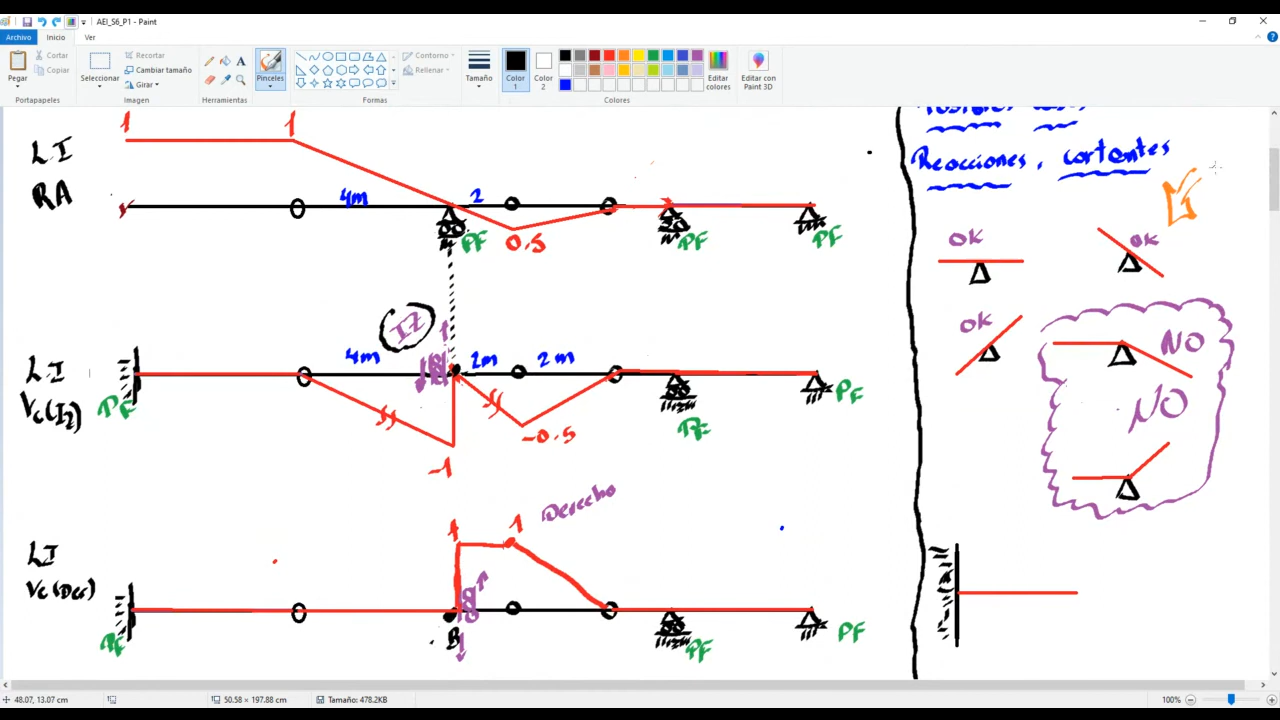 AEI_S6_P1 - Paint
Archivo
Inicio
Ver
Pegar
Cortar
Copiar
Portapapeles
Seleccionar
Recortar
Cambiar tamaño
Girar
Imagen
Herramientas
Pinceles
Contorno
Rellenar
Formas
Tamaño
Color 1
Color 2
Editar colores
Editar con Paint 3D
Colores
1
1
LI
RA
4m
2
PF
0.5
PF
PF
Iz
LI
Vc(Iz)
4m
2m
2m
PF
-1
-0.5
PF
PF
LI
Vc(Der)
1
1
Derecho
PF
B
PF
PF
Reacciones, cortantes
OK
OK
OK
NO
NO
48.07, 13.07 cm
50.58 × 197.88 cm
Tamaño: 478.2KB
100%